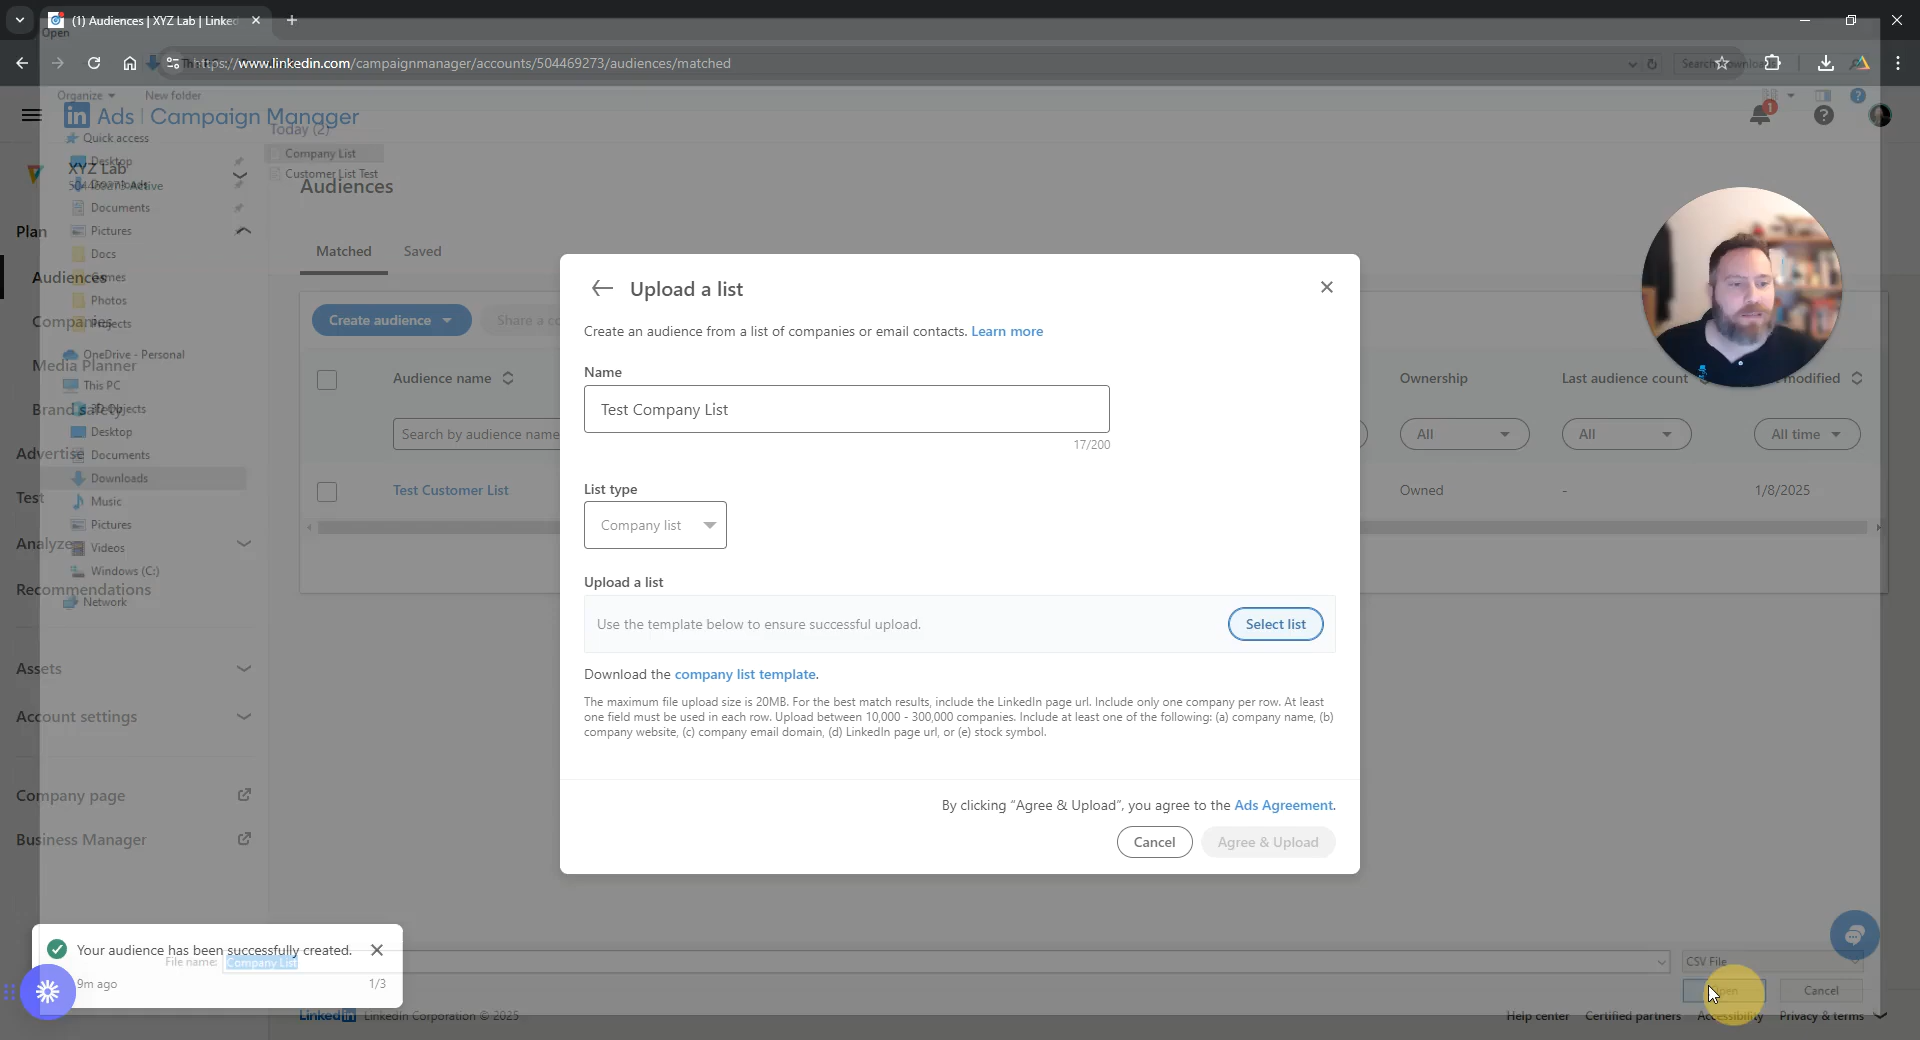 (1) Audiences | XYZ Lab | Linked
Open
https://www.linkedin.com/campaignmanager/accounts/504469273/audiences/matched
Organize
New folder
in Ads | Campaign Manager
1
Today (2)
Quick access
Company List
Desktop
XYZ Lab
Customer List Test
504469273 Active
Audiences
Documents
Plan
Pictures
Matched
Saved
Docs
Audiences
Games
Photos
Companies
Projects
Create audience
Share a co
OneDrive - Personal
Media Planner
This PC
Audience name
Ownership
Last audience count
modified
3D Objects
Brand safety
Desktop
Search by audience name
All
All
All time
Advertise
Documents
Downloads
Test
Music
Test Customer List
Owned
-
1/8/2025
Pictures
Analyze
Videos
Windows (C:)
Recommendations
Network
Assets
Account settings
Company page
Business Manager
Upload a list
Create an audience from a list of companies or email contacts. Learn more
Name
Test Company List
17/200
List type
Company list
Upload a list
Use the template below to ensure successful upload.
Select list
Download the company list template.
The maximum file upload size is 20MB. For the best match results, include the LinkedIn page url. Include only one company per row. At least
one field must be used in each row. Upload between 10,000 - 300,000 companies. Include at least one of the following: (a) company name, (b)
company website, (c) company email domain, (d) LinkedIn page url, or (e) stock symbol.
By clicking “Agree & Upload”, you agree to the Ads Agreement.
Cancel
Agree & Upload
Your audience has been successfully created.
File name:
Company List
CSV File
9m ago
1/3
Open
Cancel
LinkedIn LinkedIn Corporation © 2025
Help center
Certified partners
Accessibility
Privacy & terms